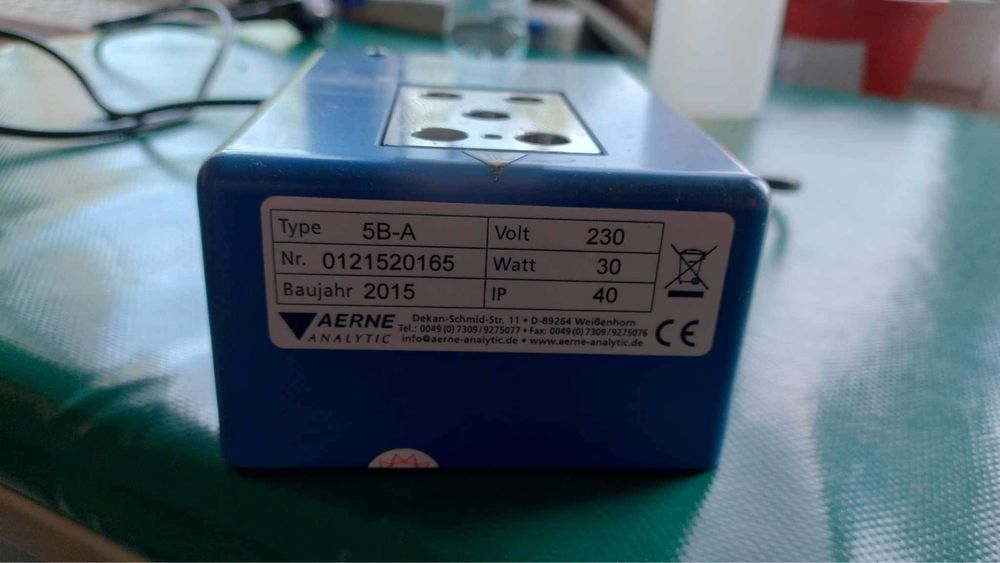 Type 5B-A Volt 230
Nr. 0121520165 Watt 30
Baujahr 2015 IP 40
AERNE ANALYTIC
Dekan-Schmid-Str. 11 • D-89264 Weißenhorn
Tel.: 0049 (0) 7309/9275077 • Fax: 0049 (0) 7309/9275076
info@aerne-analytic.de • www.aerne-analytic.de
CE